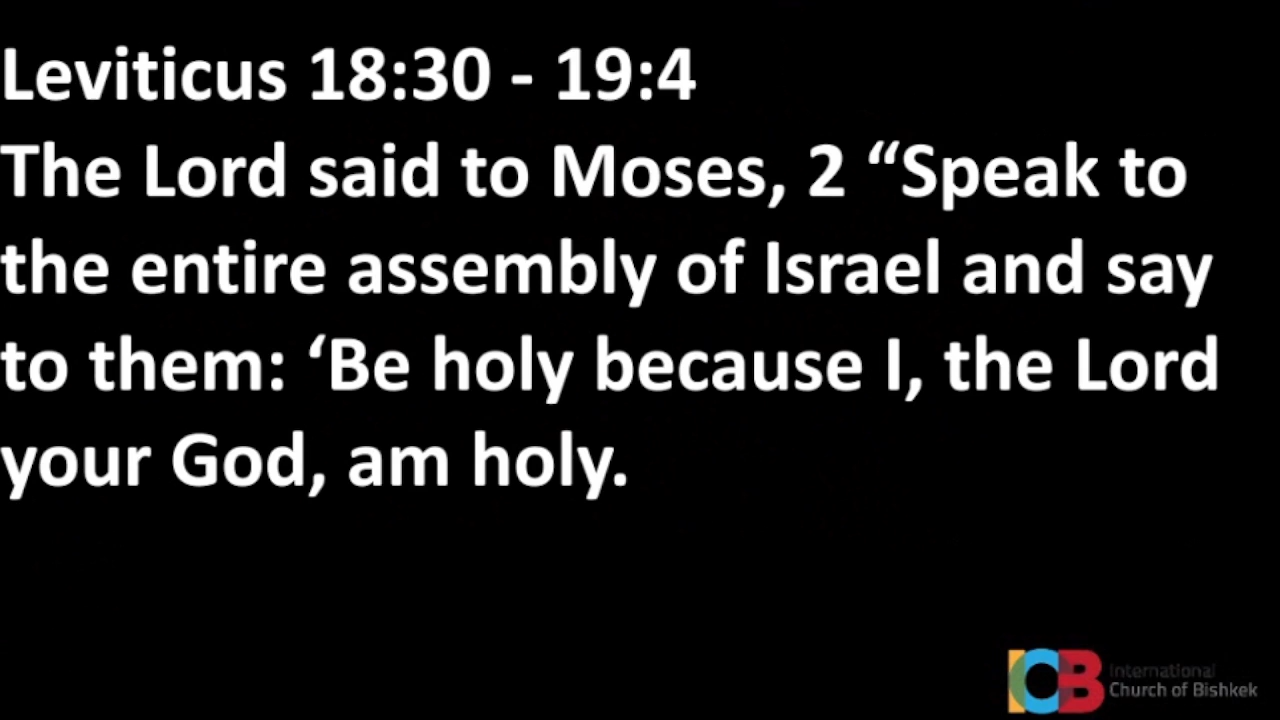 Leviticus 18:30 - 19:4
The Lord said to Moses, 2 “Speak to
the entire assembly of Israel and say
to them: ‘Be holy because I, the Lord
your God, am holy.
ICB
International
Church of Bishkek